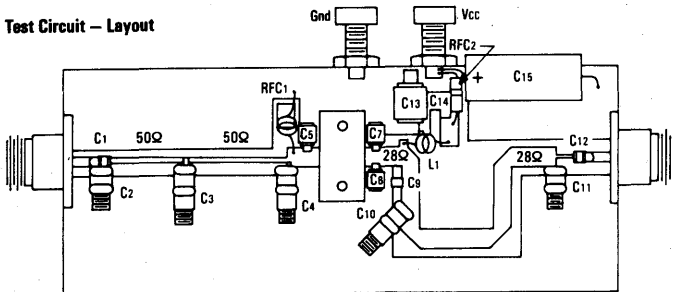 Test Circuit – Layout
Gnd
Vcc
RFC2
RFC1
C15
C13
C14
C1
50Ω
50Ω
C5
C7
C12
28Ω
L1
28Ω
C8
C9
C2
C3
C4
C10
C11
+